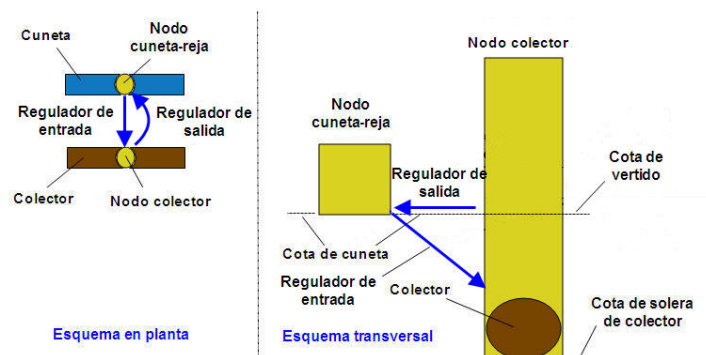 Cuneta
Nodo
cuneta-reja
Regulador de
entrada
Regulador de
salida
Colector
Nodo colector
Esquema en planta
Nodo colector
Nodo
cuneta-reja
Regulador de
salida
Cota de
vertido
Cota de cuneta
Regulador de
entrada
Colector
Cota de solera
de colector
Esquema transversal